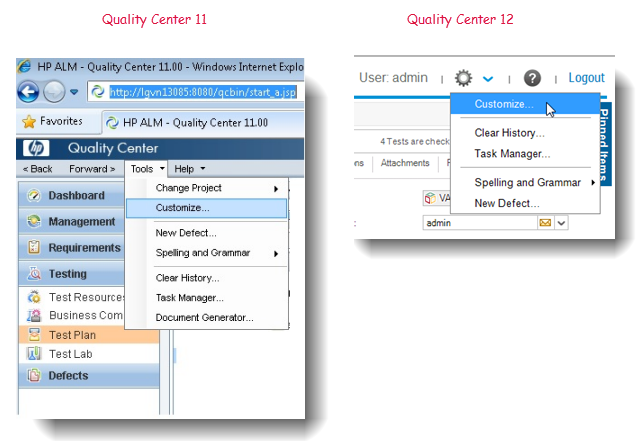 Quality Center 11
HP ALM - Quality Center 11.00 - Windows Internet Explo
http://lgvn13085:8080/qcbin/start_a.jsp
Favorites
HP ALM - Quality Center 11.00
hp
Quality Center
< Back Forward > Tools Help
Dashboard
Management
Requirements
Testing
Test Resources
Business Com
Test Plan
Test Lab
Defects
Change Project
Customize...
New Defect...
Spelling and Grammar
Clear History...
Task Manager...
Document Generator...
Quality Center 12
User: admin
?
Logout
Customize...
Clear History...
Task Manager...
Spelling and Grammar
New Defect...
Pinned Items
4 Tests are check
ns Attachments
VA
admin